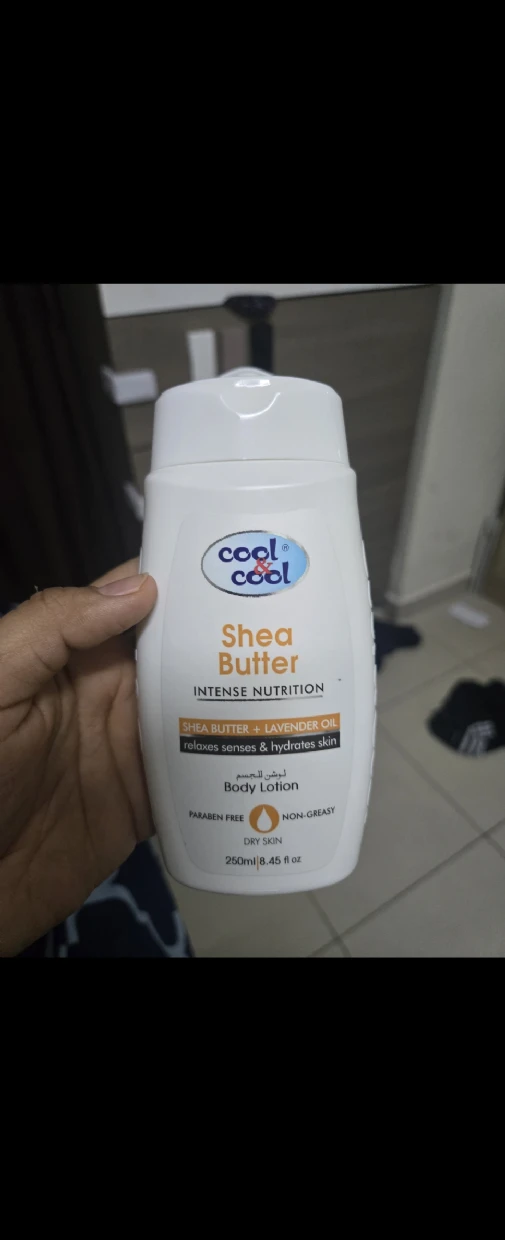 cool ®
&
cool
Shea
Butter
INTENSE NUTRITION
SHEA BUTTER + LAVENDER OIL
relaxes senses & hydrates skin
لوشن للجسم
Body Lotion
PARABEN FREE NON-GREASY
DRY SKIN
250ml|8.45 fl oz